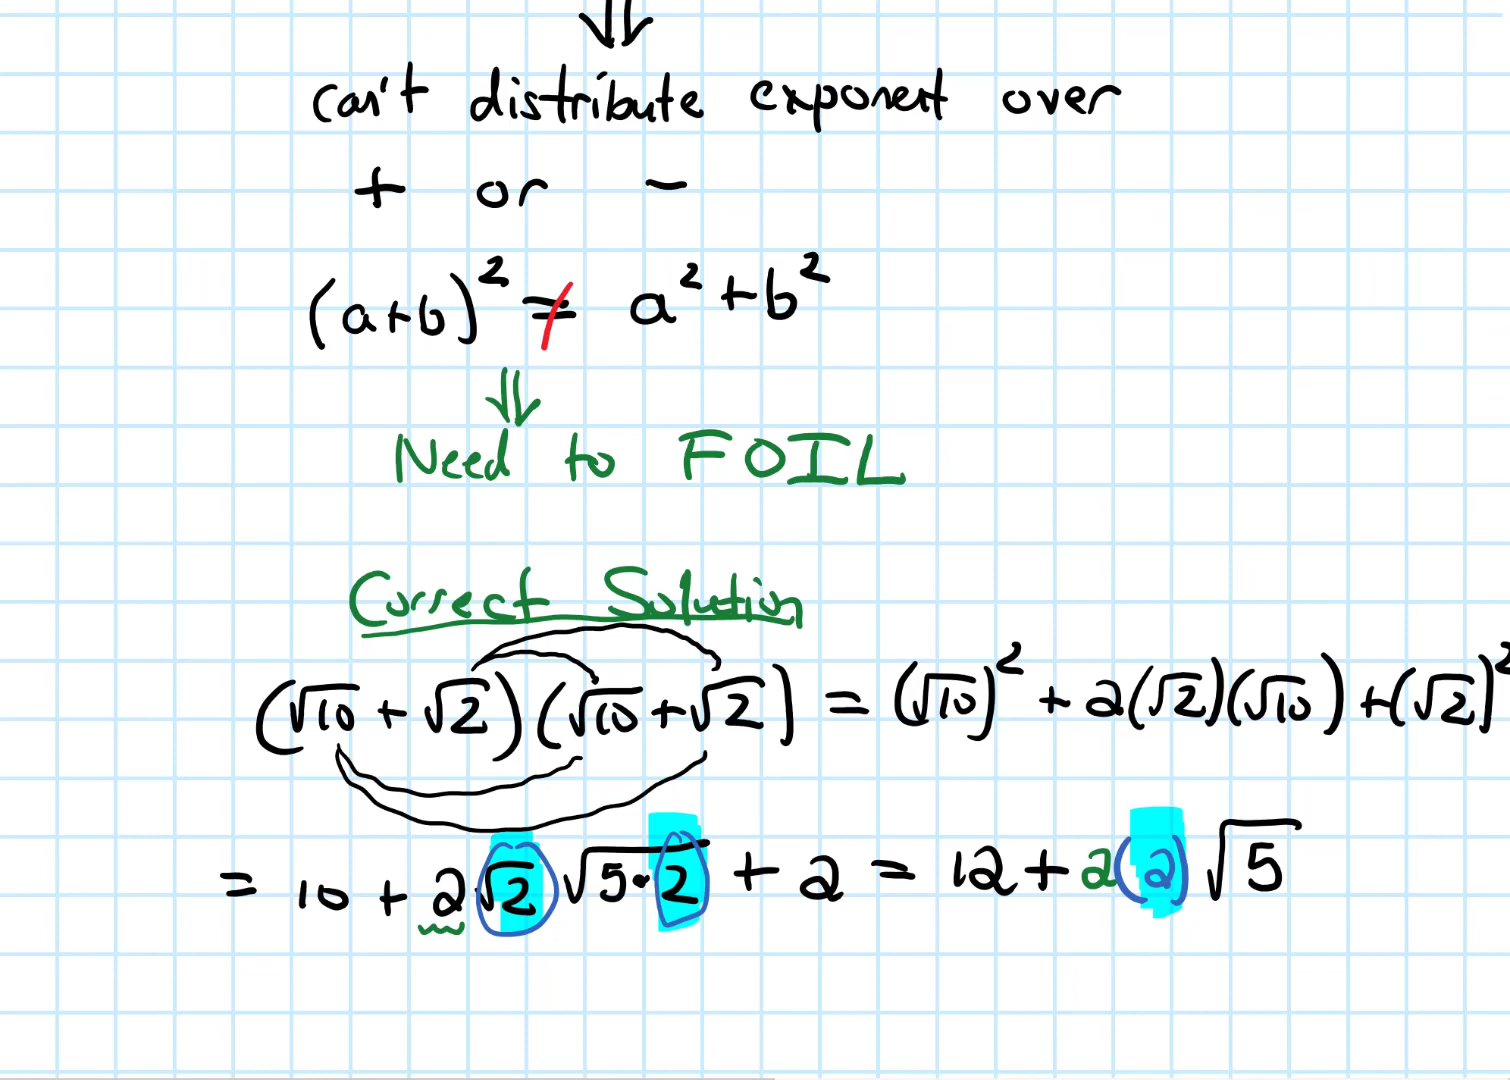 ⇓
can't distribute exponent over
+ or -
(a+b)² ≠ a² + b²
⇓
Need to FOIL
Correct Solution
(√10 + √2)(√10 + √2) = (√10)² + 2(√2)(√10) + (√2)²
= 10 + 2√2 √5·2 + 2 = 12 + 2(2)√5